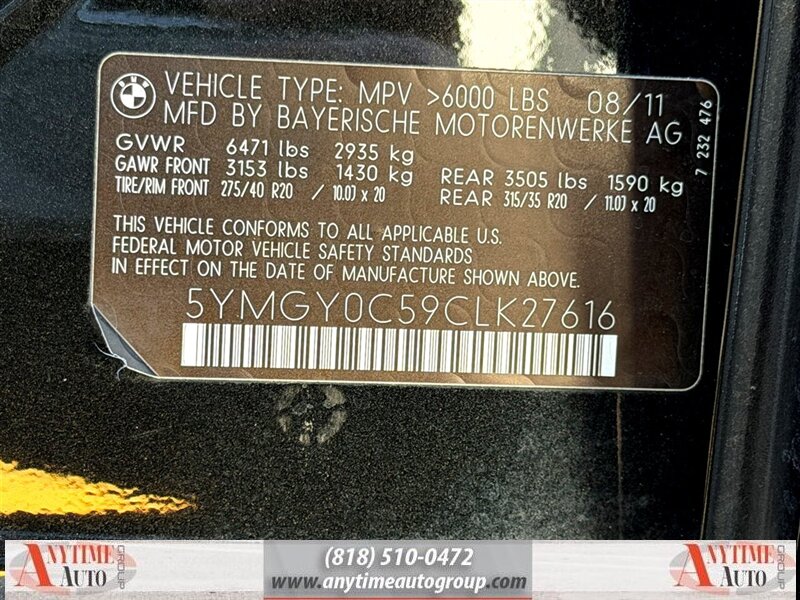 BMW
VEHICLE TYPE: MPV >6000 LBS 08/11
MFD BY BAYERISCHE MOTORENWERKE AG
GVWR 6471 lbs 2935 kg
GAWR FRONT 3153 lbs 1430 kg REAR 3505 lbs 1590 kg
TIRE/RIM FRONT 275/40 R20 / 10.0J x 20 REAR 315/35 R20 / 11.0J x 20
THIS VEHICLE CONFORMS TO ALL APPLICABLE U.S.
FEDERAL MOTOR VEHICLE SAFETY STANDARDS
IN EFFECT ON THE DATE OF MANUFACTURE SHOWN ABOVE.
5YMGY0C59CLK27616
7 232 476
ANYTIME AUTO GROUP
(818) 510-0472
www.anytimeautogroup.com
ANYTIME AUTO GROUP